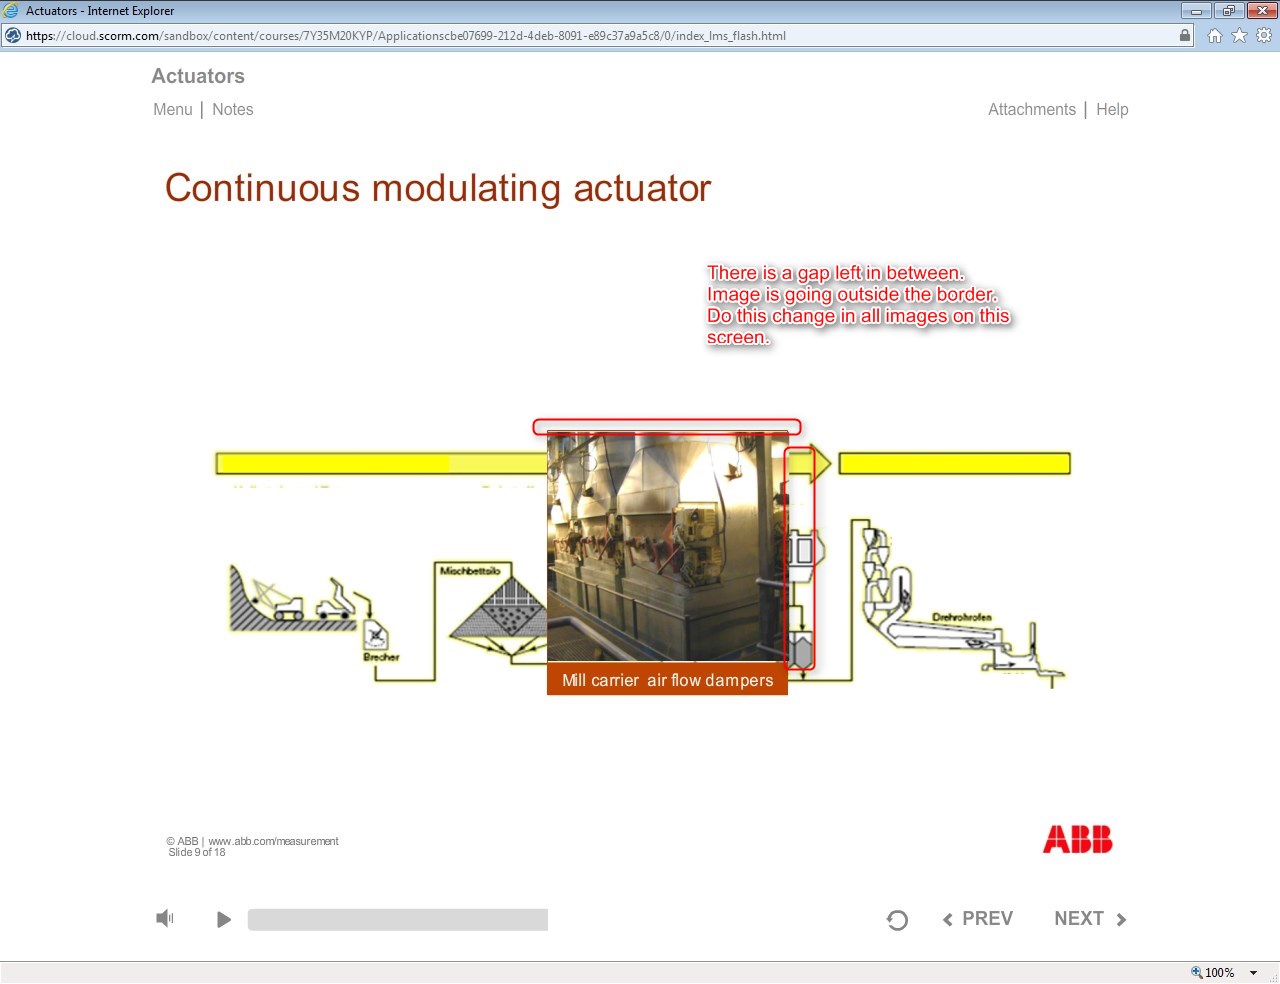 Actuators - Internet Explorer
https://cloud.scorm.com/sandbox/content/courses/7Y35M20KYP/Applicationscbe07699-212d-4deb-8091-e89c37a9a5c8/0/index_lms_flash.html
Actuators
Menu | Notes
Attachments | Help
Continuous modulating actuator
There is a gap left in between.
Image is going outside the border.
Do this change in all images on this
screen.
Mischbettsilo
Brecher
Drehrohrofen
Mill carrier air flow dampers
© ABB | www.abb.com/measurement
Slide 9 of 18
ABB
PREV
NEXT
100%